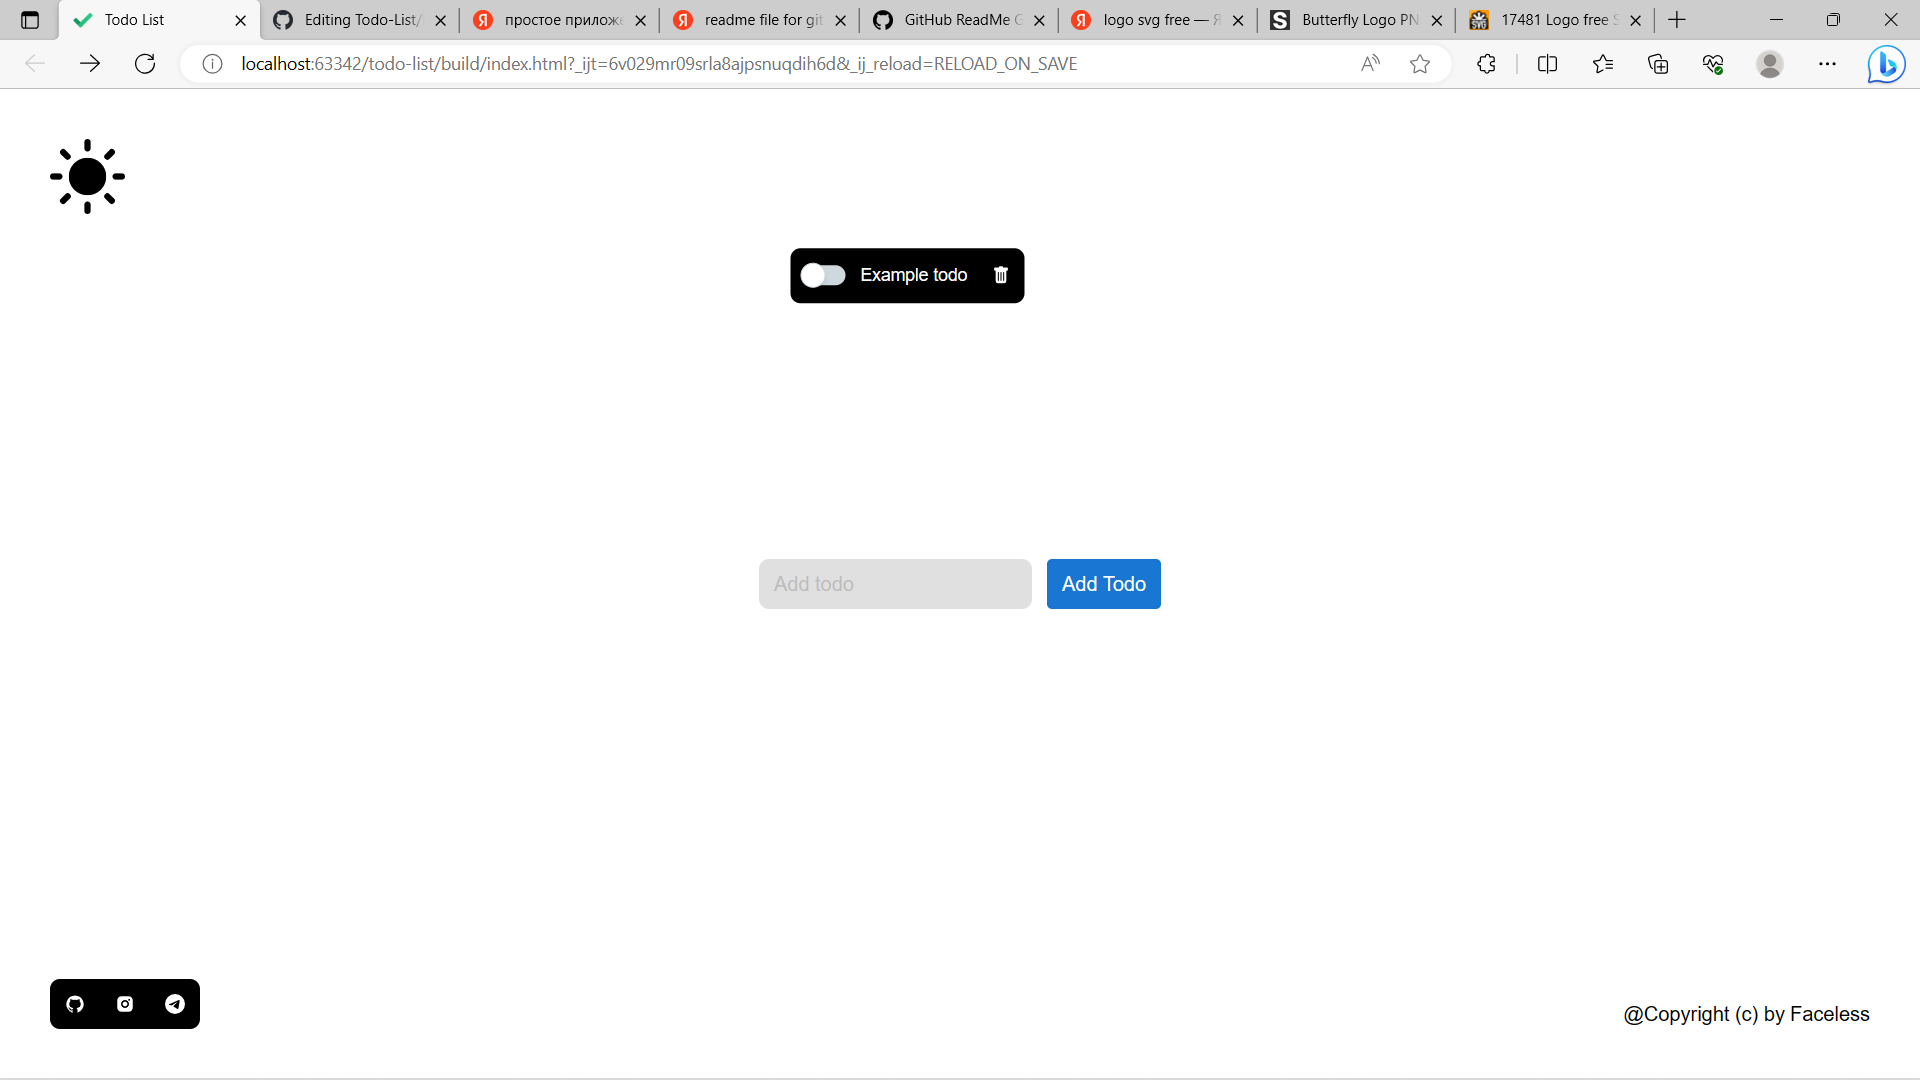 Todo List
Editing Todo-List/
простое приложе
readme file for git
GitHub ReadMe G
logo svg free — Я
Butterfly Logo PN
17481 Logo free S
localhost:63342/todo-list/build/index.html?_ijt=6v029mr09srla8ajpsnuqdih6d&_ij_reload=RELOAD_ON_SAVE
Example todo
Add todo
Add Todo
@Copyright (c) by Faceless